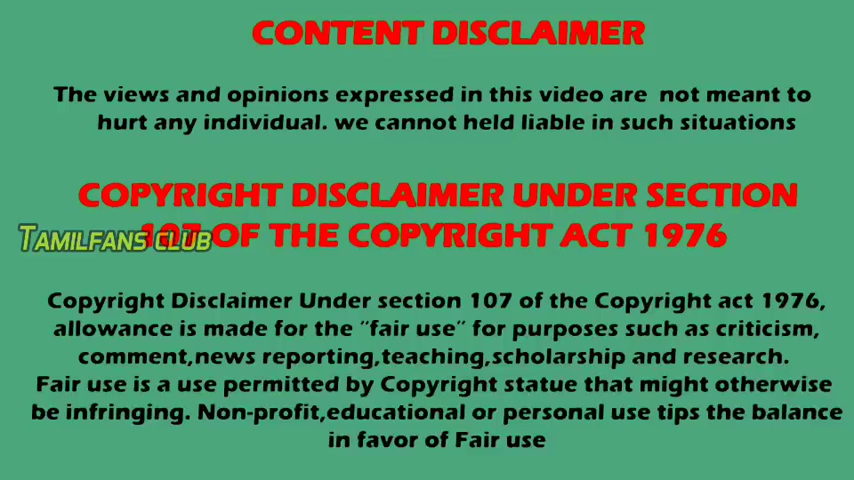 CONTENT DISCLAIMER
The views and opinions expressed in this video are not meant to
hurt any individual. we cannot held liable in such situations
COPYRIGHT DISCLAIMER UNDER SECTION
107 OF THE COPYRIGHT ACT 1976
TAMILFANS CLUB
Copyright Disclaimer Under section 107 of the Copyright act 1976,
allowance is made for the "fair use" for purposes such as criticism,
comment,news reporting,teaching,scholarship and research.
Fair use is a use permitted by Copyright statue that might otherwise
be infringing. Non-profit,educational or personal use tips the balance
in favor of Fair use